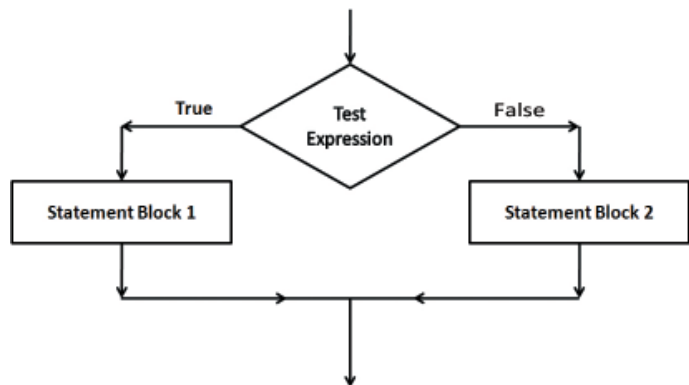 True
Test
Expression
False
Statement Block 1
Statement Block 2